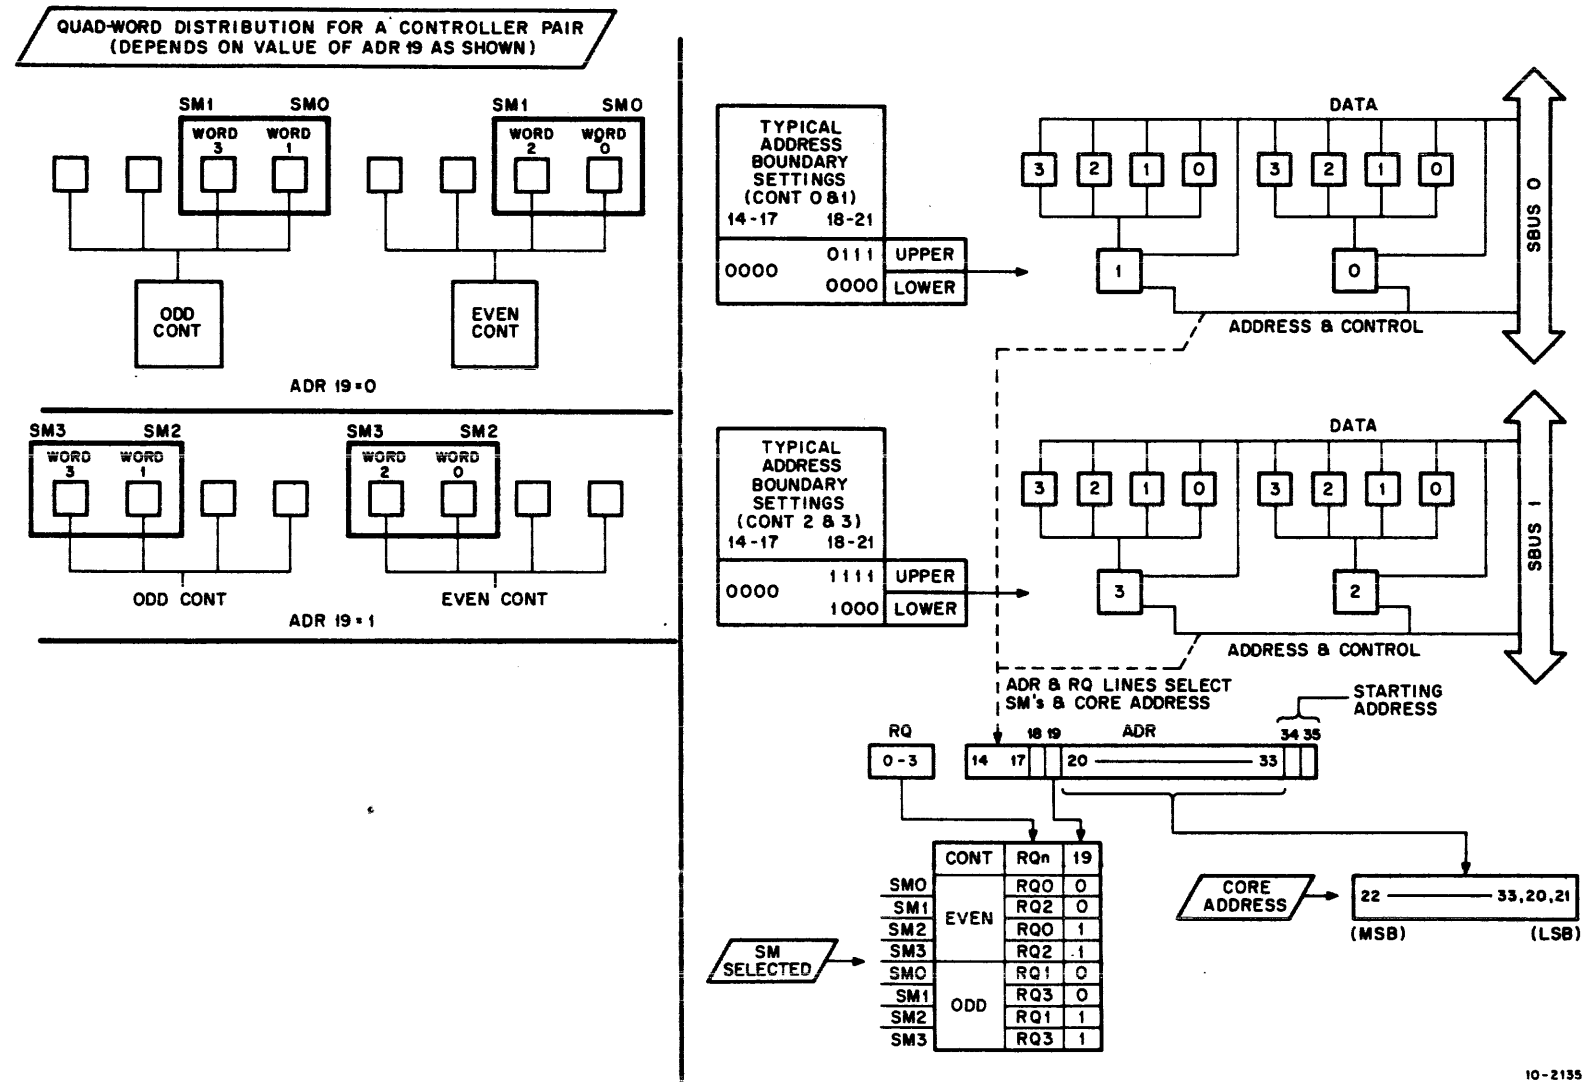 QUAD-WORD DISTRIBUTION FOR A CONTROLLER PAIR
(DEPENDS ON VALUE OF ADR 19 AS SHOWN)
SM1 SM0
WORD 3
WORD 1
SM1 SM0
WORD 2
WORD 0
ODD
CONT
EVEN
CONT
ADR 19=0
SM3 SM2
WORD 3
WORD 1
SM3 SM2
WORD 2
WORD 0
ODD CONT
EVEN CONT
ADR 19=1
TYPICAL
ADDRESS
BOUNDARY
SETTINGS
(CONT 0 & 1)
14-17 18-21
0000
0111 UPPER
0000 LOWER
DATA
3 2 1 0
3 2 1 0
1
0
ADDRESS & CONTROL
SBUS 0
TYPICAL
ADDRESS
BOUNDARY
SETTINGS
(CONT 2 & 3)
14-17 18-21
0000
1111 UPPER
1000 LOWER
DATA
3 2 1 0
3 2 1 0
3
2
ADDRESS & CONTROL
SBUS 1
ADR & RQ LINES SELECT
SM's & CORE ADDRESS
STARTING
ADDRESS
RQ
18 19
ADR
34 35
0-3
14 17
20 33
CONT RQn 19
SM0 RQ0 0
SM1 RQ2 0
EVEN
SM2 RQ0 1
SM3 RQ2 1
SM0 RQ1 0
SM1 RQ3 0
ODD
SM2 RQ1 1
SM3 RQ3 1
SM
SELECTED
CORE
ADDRESS
22 33,20,21
(MSB) (LSB)
10-2135